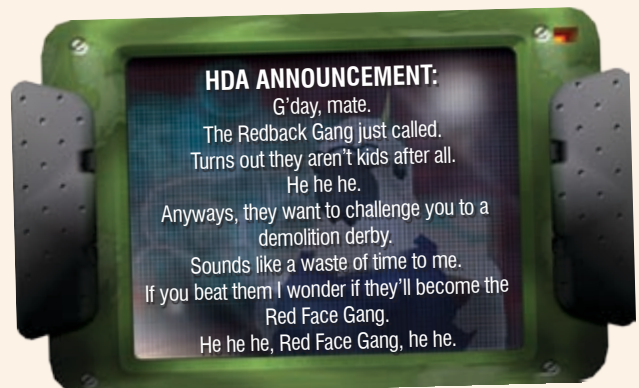 HDA ANNOUNCEMENT:
G'day, mate.
The Redback Gang just called.
Turns out they aren't kids after all.
He he he.
Anyways, they want to challenge you to a
demolition derby.
Sounds like a waste of time to me.
If you beat them I wonder if they'll become the
Red Face Gang.
He he he, Red Face Gang, he he.